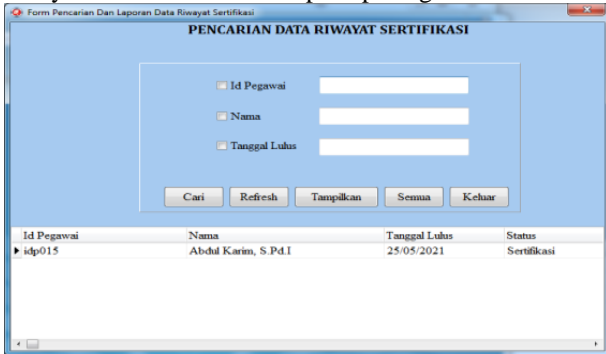 Form Pencarian Dan Laporan Data Riwayat Sertifikasi
PENCARIAN DATA RIWAYAT SERTIFIKASI
Id Pegawai
Nama
Tanggal Lulus
Cari Refresh Tampilkan Semua Keluar
Id Pegawai Nama Tanggal Lulus Status
idp015 Abdul Karim, S.Pd.I 25/05/2021 Sertifikasi